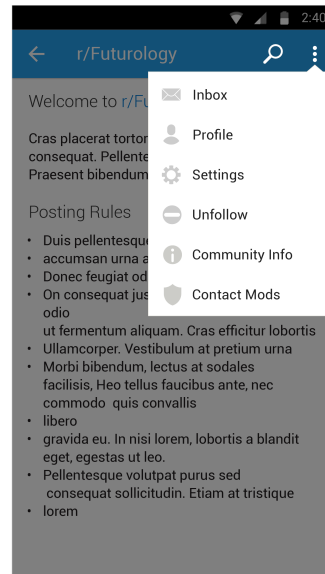 2:40
r/Futurology
Welcome to r/Fu
Inbox
Profile
Settings
Unfollow
Community Info
Contact Mods
Cras placerat tortor
consequat. Pellente
Praesent bibendum
Posting Rules
• Duis pellentesque
• accumsan urna a
• Donec feugiat od
• On consequat jus
odio
ut fermentum aliquam. Cras efficitur lobortis
• Ullamcorper. Vestibulum at pretium urna
• Morbi bibendum, lectus at sodales
facilisis, Heo tellus faucibus ante, nec
commodo quis convallis
• libero
• gravida eu. In nisi lorem, lobortis a blandit
eget, egestas ut leo.
• Pellentesque volutpat purus sed
consequat sollicitudin. Etiam at tristique
• lorem